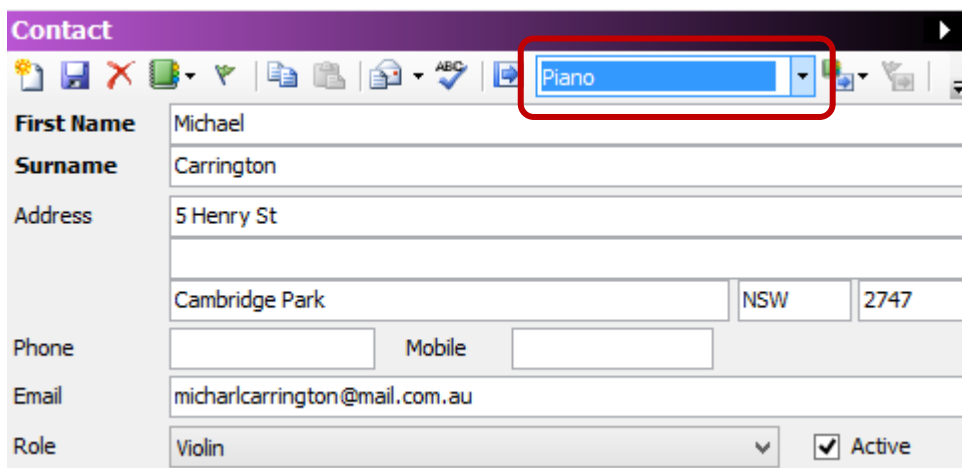 Contact
ABC Piano
First Name Michael
Surname Carrington
Address 5 Henry St
Cambridge Park NSW 2747
Phone Mobile
Email micharlcarrington@mail.com.au
Role Violin Active